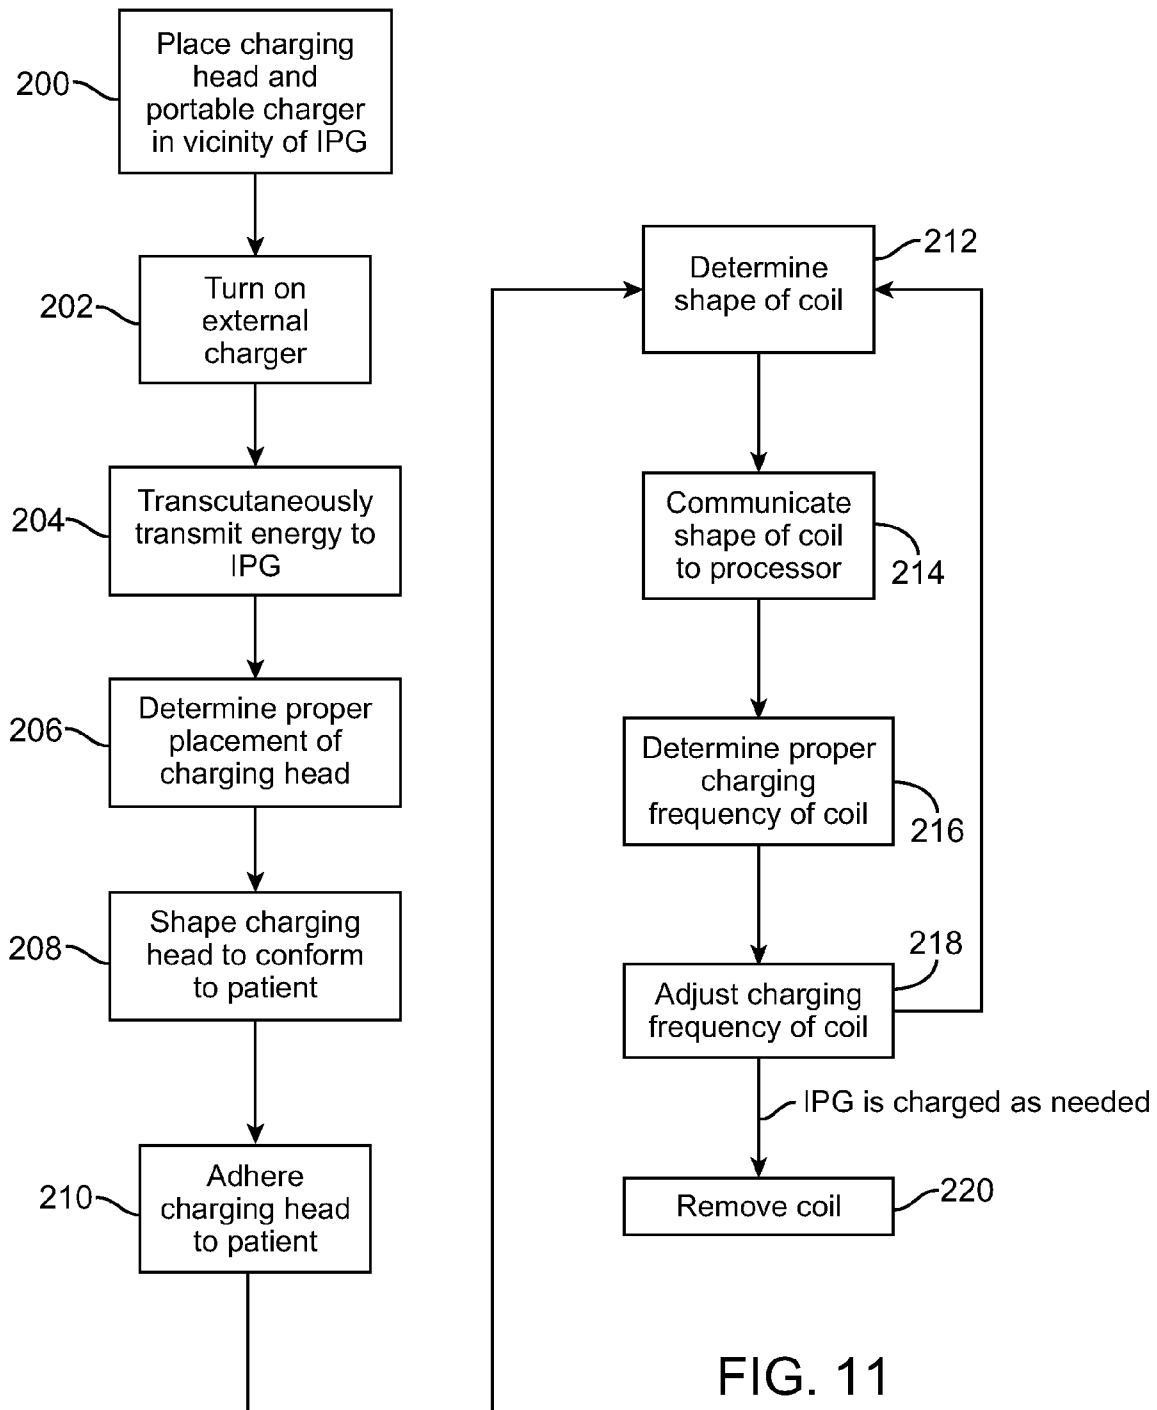 200
Place charging
head and
portable charger
in vicinity of IPG
202
Turn on
external
charger
204
Transcutaneously
transmit energy to
IPG
206
Determine proper
placement of
charging head
208
Shape charging
head to conform
to patient
210
Adhere
charging head
to patient
212
Determine
shape of coil
Communicate
shape of coil
to processor
214
Determine proper
charging
frequency of coil
216
218
Adjust charging
frequency of coil
IPG is charged as needed
Remove coil
220
FIG. 11